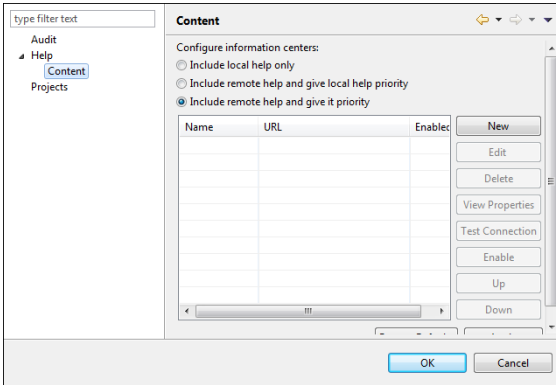 type filter text
Audit
Help
Content
Projects
Content
Configure information centers:
Include local help only
Include remote help and give local help priority
Include remote help and give it priority
Name URL Enabled
New
Edit
Delete
View Properties
Test Connection
Enable
Up
Down
OK Cancel